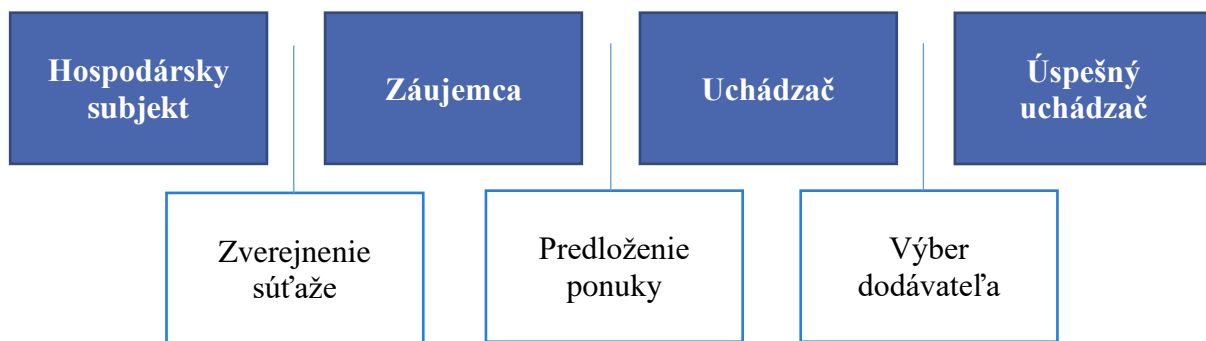 Hospodársky
subjekt
Záujemca
Uchádzač
Úspešný
uchádzač
Zverejnenie
súťaže
Predloženie
ponuky
Výber
dodávateľa